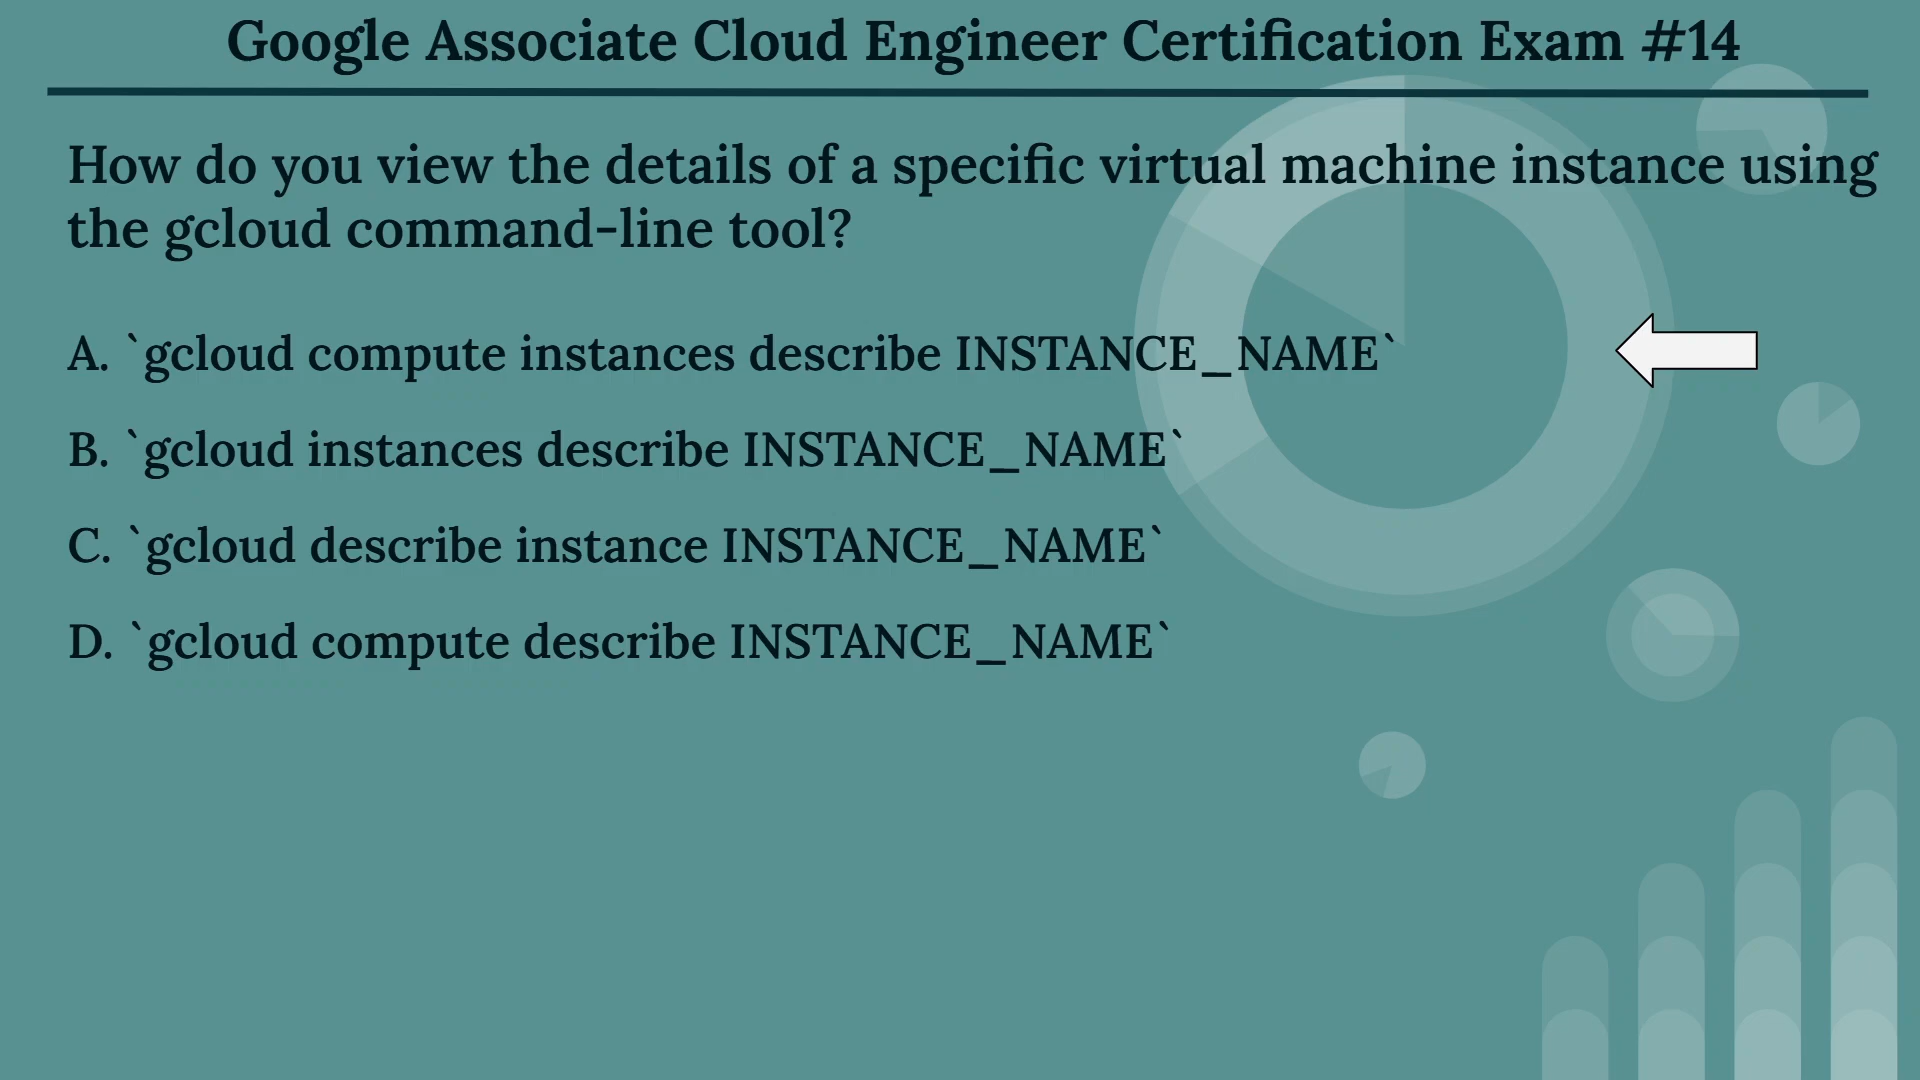 Google Associate Cloud Engineer Certification Exam #14
How do you view the details of a specific virtual machine instance using
the gcloud command-line tool?
A. `gcloud compute instances describe INSTANCE_NAME`
B. `gcloud instances describe INSTANCE_NAME`
C. `gcloud describe instance INSTANCE_NAME`
D. `gcloud compute describe INSTANCE_NAME`